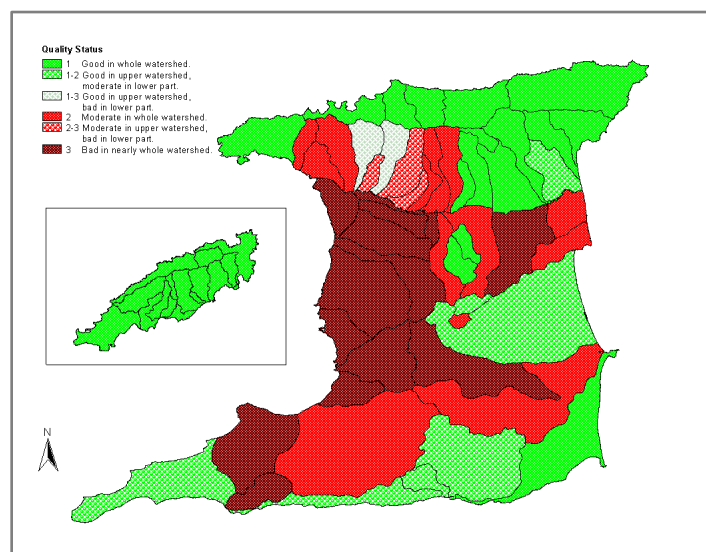 Quality Status
1 Good in whole watershed.
1-2 Good in upper watershed,
moderate in lower part.
1-3 Good in upper watershed,
bad in lower part.
2 Moderate in whole watershed.
2-3 Moderate in upper watershed,
bad in lower part.
3 Bad in nearly whole watershed.
N